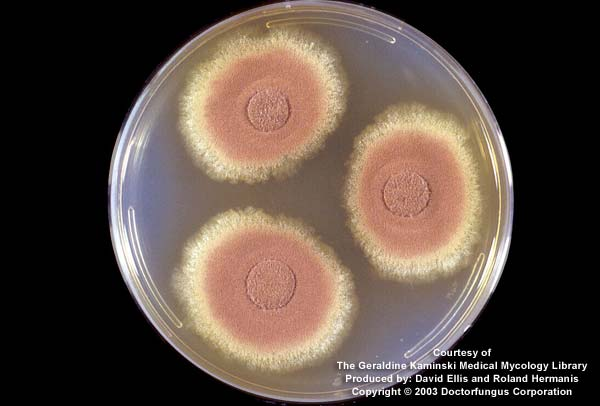 Courtesy of
The Geraldine Kaminski Medical Mycology Library
Produced by: David Ellis and Roland Hermanis
Copyright © 2003 Doctorfungus Corporation